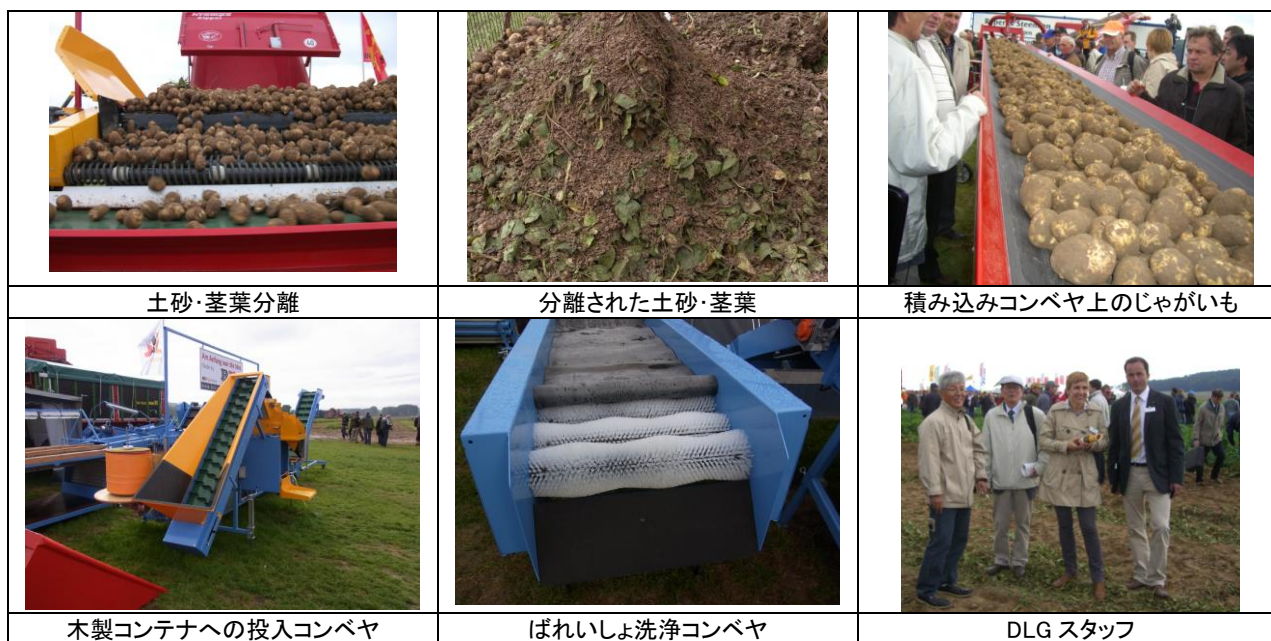 土砂・茎葉分離
分離された土砂・茎葉
積み込みコンベヤ上のじゃがいも
木製コンテナへの投入コンベヤ
ばれいしょ洗浄コンベヤ
DLG スタッフ